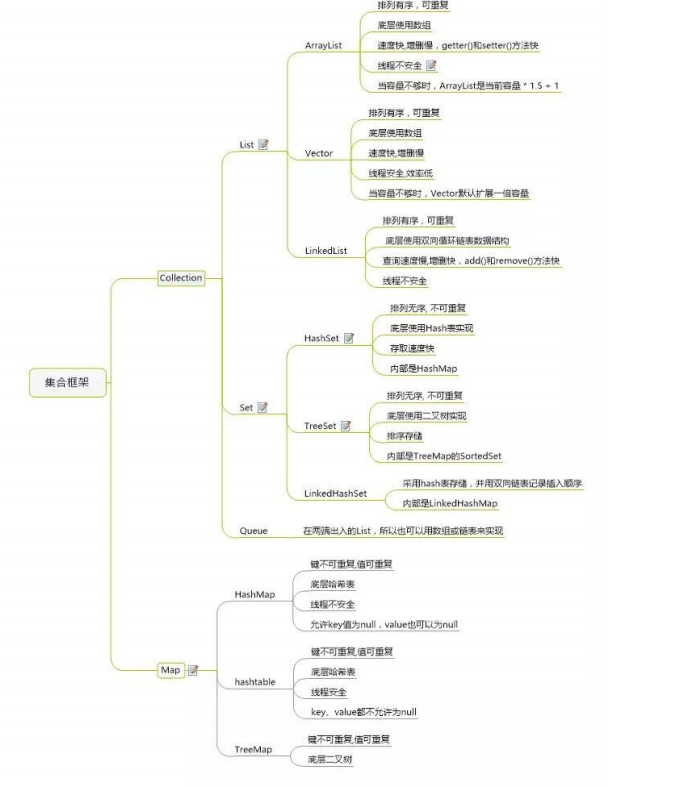 集合框架
Collection
List
ArrayList
排列有序，可重复
底层使用数组
速度快,增删慢，getter()和setter()方法快
线程不安全
当容量不够时，ArrayList是当前容量 * 1.5 + 1
Vector
排列有序，可重复
底层使用数组
速度快,增删慢
线程安全,效率低
当容量不够时，Vector默认扩展一倍容量
LinkedList
排列有序，可重复
底层使用双向循环链表数据结构
查询速度慢,增删快，add()和remove()方法快
线程不安全
Set
HashSet
排列无序, 不可重复
底层使用Hash表实现
存取速度快
内部是HashMap
TreeSet
排列无序, 不可重复
底层使用二叉树实现
排序存储
内部是TreeMap的SortedSet
LinkedHashSet
采用hash表存储，并用双向链表记录插入顺序
内部是LinkedHashMap
Queue
在两端出入的List，所以也可以用数组或链表来实现
Map
HashMap
键不可重复,值可重复
底层哈希表
线程不安全
允许key值为null，value也可以为null
hashtable
键不可重复,值可重复
底层哈希表
线程安全
key、value都不允许为null
TreeMap
键不可重复,值可重复
底层二叉树